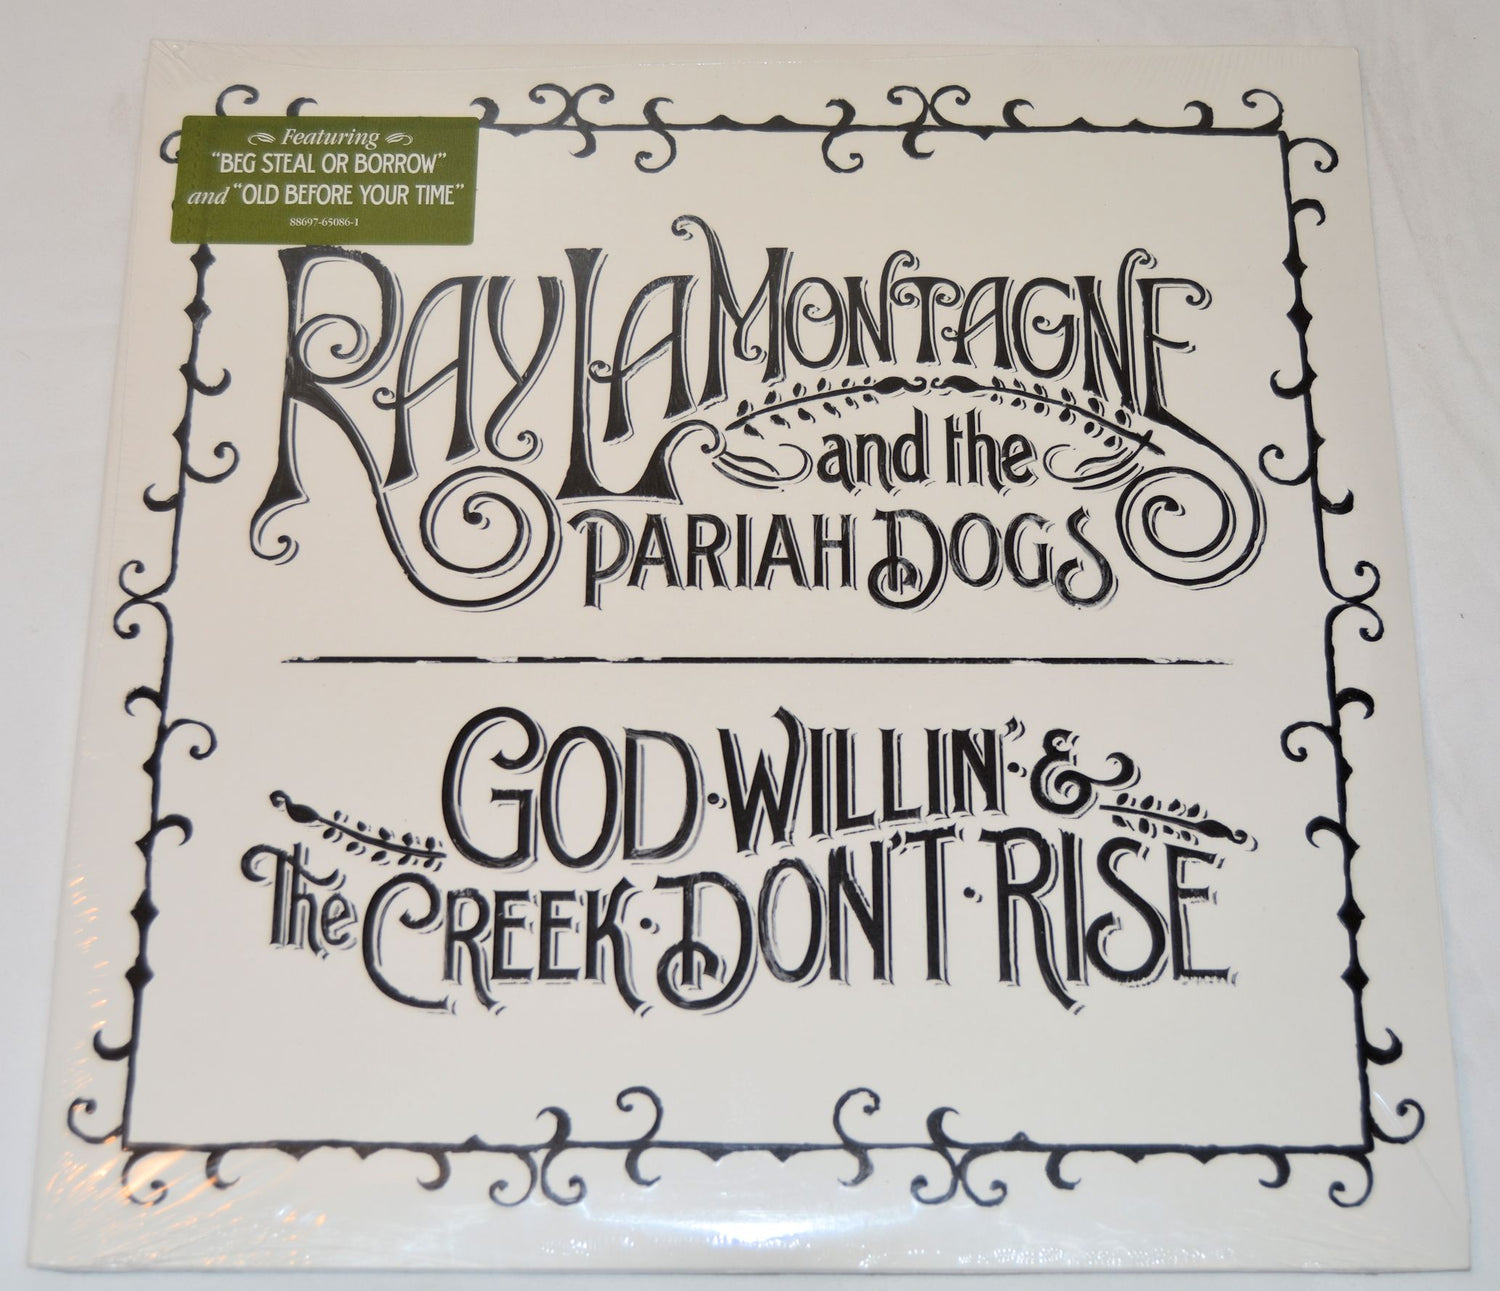 Featuring
“BEG STEAL OR BORROW”
and “OLD BEFORE YOUR TIME”
88697-65086-1
RAY LAMONTAGNE
and the
PARIAH DOGS
GOD·WILLIN'·&
The CREEK·DON'T·RISE